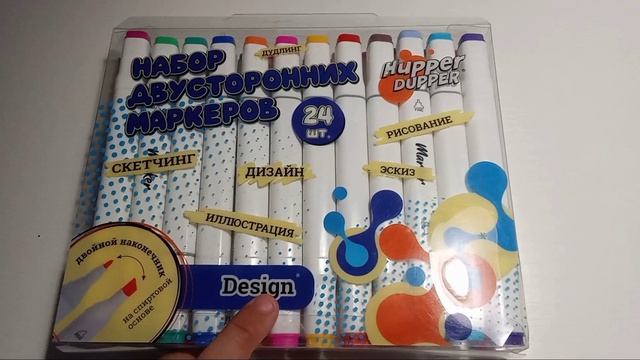 ДУДЛИНГ
НАБОР
ДВУСТОРОННИХ
МАРКЕРОВ
24
шт.
Hupper
DUPPER
РИСОВАНИЕ
СКЕТЧИНГ
ДИЗАЙН
ЭСКИЗ
ИЛЛЮСТРАЦИЯ
Marker
двойной наконечник
на спиртовой
основе
Design